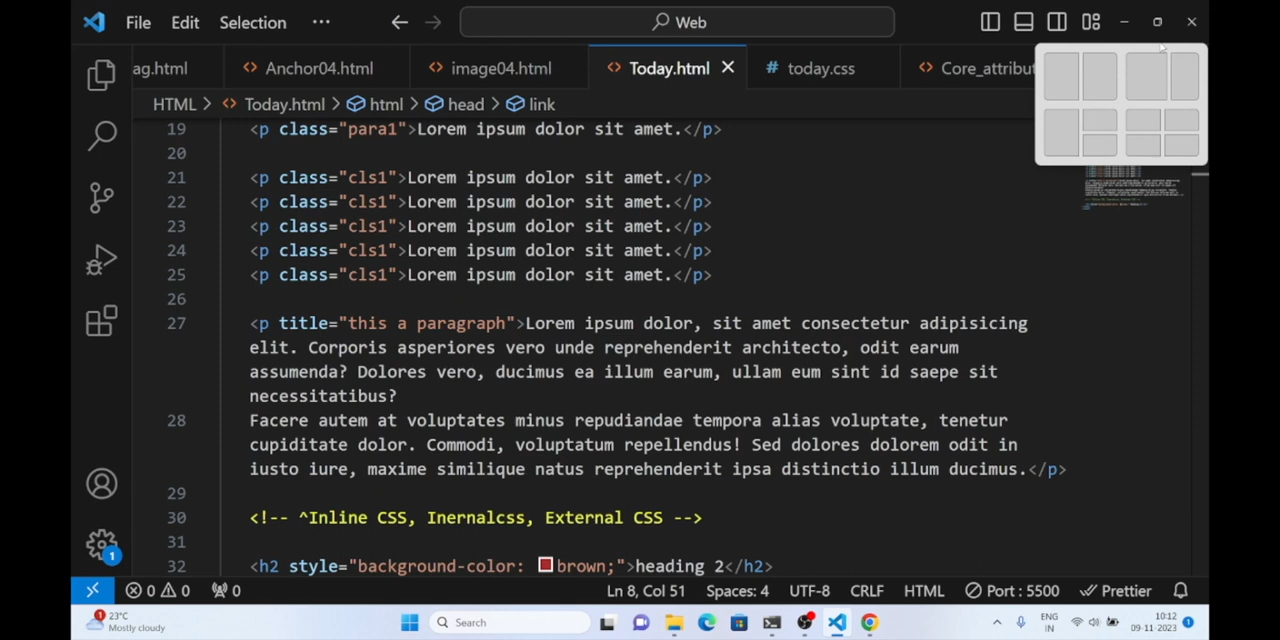 File Edit Selection ··· Web
ag.html Anchor04.html image04.html Today.html # today.css Core_attribut
HTML > Today.html > html > head > link
19 <p class="para1">Lorem ipsum dolor sit amet.</p>
20
21 <p class="cls1">Lorem ipsum dolor sit amet.</p>
22 <p class="cls1">Lorem ipsum dolor sit amet.</p>
23 <p class="cls1">Lorem ipsum dolor sit amet.</p>
24 <p class="cls1">Lorem ipsum dolor sit amet.</p>
25 <p class="cls1">Lorem ipsum dolor sit amet.</p>
26
27 <p title="this a paragraph">Lorem ipsum dolor, sit amet consectetur adipisicing
elit. Corporis asperiores vero unde reprehenderit architecto, odit earum
assumenda? Dolores vero, ducimus ea illum earum, ullam eum sint id saepe sit
necessitatibus?
28 Facere autem at voluptates minus repudiandae tempora alias voluptate, tenetur
cupiditate dolor. Commodi, voluptatum repellendus! Sed dolores dolorem odit in
iusto iure, maxime similique natus reprehenderit ipsa distinctio illum ducimus.</p>
29
30 <!-- ^Inline CSS, Inernalcss, External CSS -->
31
32 <h2 style="background-color: brown;">heading 2</h2>
1
0 0 0 Ln 8, Col 51 Spaces: 4 UTF-8 CRLF HTML Port : 5500 Prettier
1 23°C
Mostly cloudy
Search
ENG
IN
10:12
09-11-2023
1